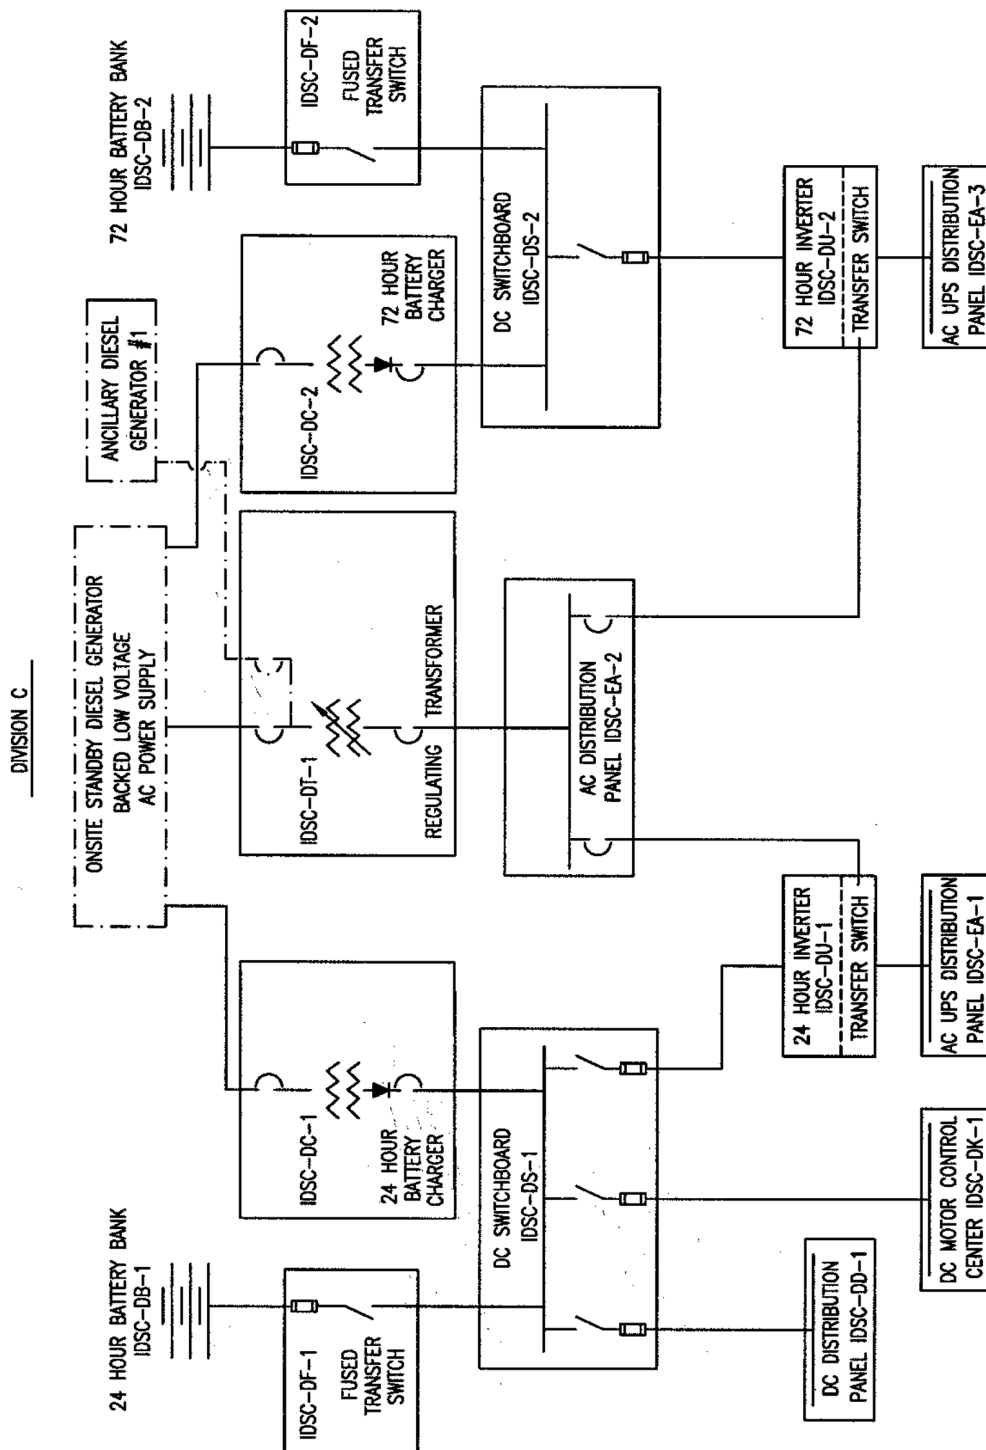 DIVISION C
24 HOUR BATTERY BANK
IDSC-DB-1
ONSITE STANDBY DIESEL GENERATOR
BACKED LOW VOLTAGE
AC POWER SUPPLY
ANCILLARY DIESEL
GENERATOR #1
72 HOUR BATTERY BANK
IDSC-DB-2
IDSC-DF-1
FUSED
TRANSFER
SWITCH
IDSC-DC-1
24 HOUR
BATTERY
CHARGER
IDSC-DT-1
REGULATING TRANSFORMER
IDSC-DC-2
72 HOUR
BATTERY
CHARGER
IDSC-DF-2
FUSED
TRANSFER
SWITCH
DC SWITCHBOARD
IDSC-DS-1
AC DISTRIBUTION
PANEL IDSC-EA-2
DC SWITCHBOARD
IDSC-DS-2
24 HOUR INVERTER
IDSC-DU-1
TRANSFER SWITCH
72 HOUR INVERTER
IDSC-DU-2
TRANSFER SWITCH
DC DISTRIBUTION
PANEL IDSC-DD-1
DC MOTOR CONTROL
CENTER IDSC-DK-1
AC UPS DISTRIBUTION
PANEL IDSC-EA-1
AC UPS DISTRIBUTION
PANEL IDSC-EA-3